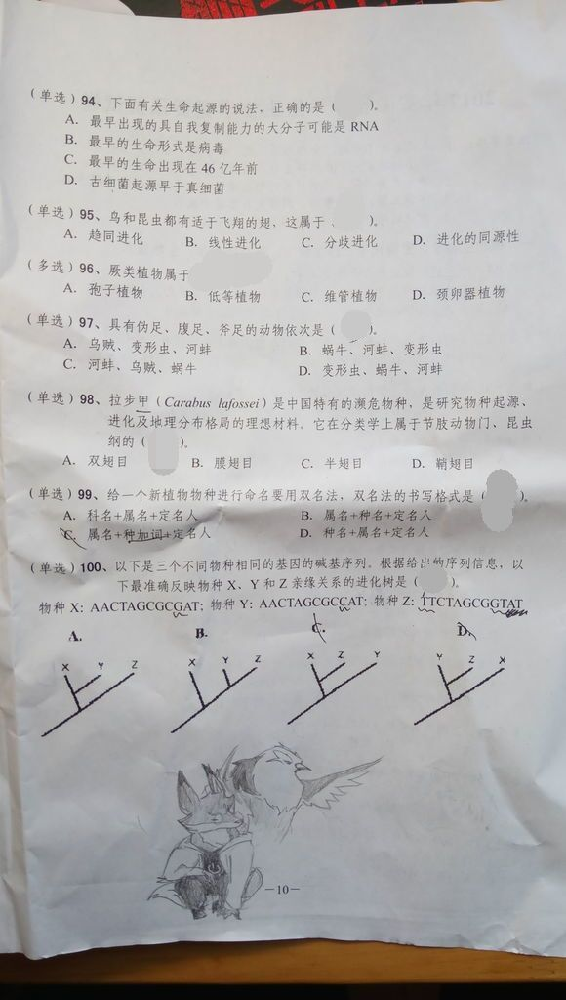 （单选）94、下面有关生命起源的说法，正确的是（ ）。
A. 最早出现的具自我复制能力的大分子可能是 RNA
B. 最早的生命形式是病毒
C. 最早的生命出现在 46 亿年前
D. 古细菌起源早于真细菌
（单选）95、鸟和昆虫都有适于飞翔的翅，这属于 ）。
A. 趋同进化 B. 线性进化 C. 分歧进化 D. 进化的同源性
（多选）96、厥类植物属于
A. 孢子植物 B. 低等植物 C. 维管植物 D. 颈卵器植物
（单选）97、具有伪足、腹足、斧足的动物依次是（ ）。
A. 乌贼、变形虫、河蚌 B. 蜗牛、河蚌、变形虫
C. 河蚌、乌贼、蜗牛 D. 变形虫、蜗牛、河蚌
（单选）98、拉步甲（Carabus lafossei）是中国特有的濒危物种，是研究物种起源、
进化及地理分布格局的理想材料。它在分类学上属于节肢动物门、昆虫
纲的（ ）。
A. 双翅目 B. 膜翅目 C. 半翅目 D. 鞘翅目
（单选）99、给一个新植物物种进行命名要用双名法，双名法的书写格式是（ ）。
A. 科名+属名+定名人 B. 属名+种名+定名人
C. 属名+种加词+定名人 D. 种名+属名+定名人
（单选）100、以下是三个不同物种相同的基因的碱基序列。根据给出的序列信息，以
下最准确反映物种 X、Y 和 Z 亲缘关系的进化树是（ ）。
物种 X: AACTAGCGCGAT; 物种 Y: AACTAGCGCCAT; 物种 Z: TTCTAGCGGTAT
A. B. C. D.
X Y Z X Y Z X Z Y Y Z X
—10—